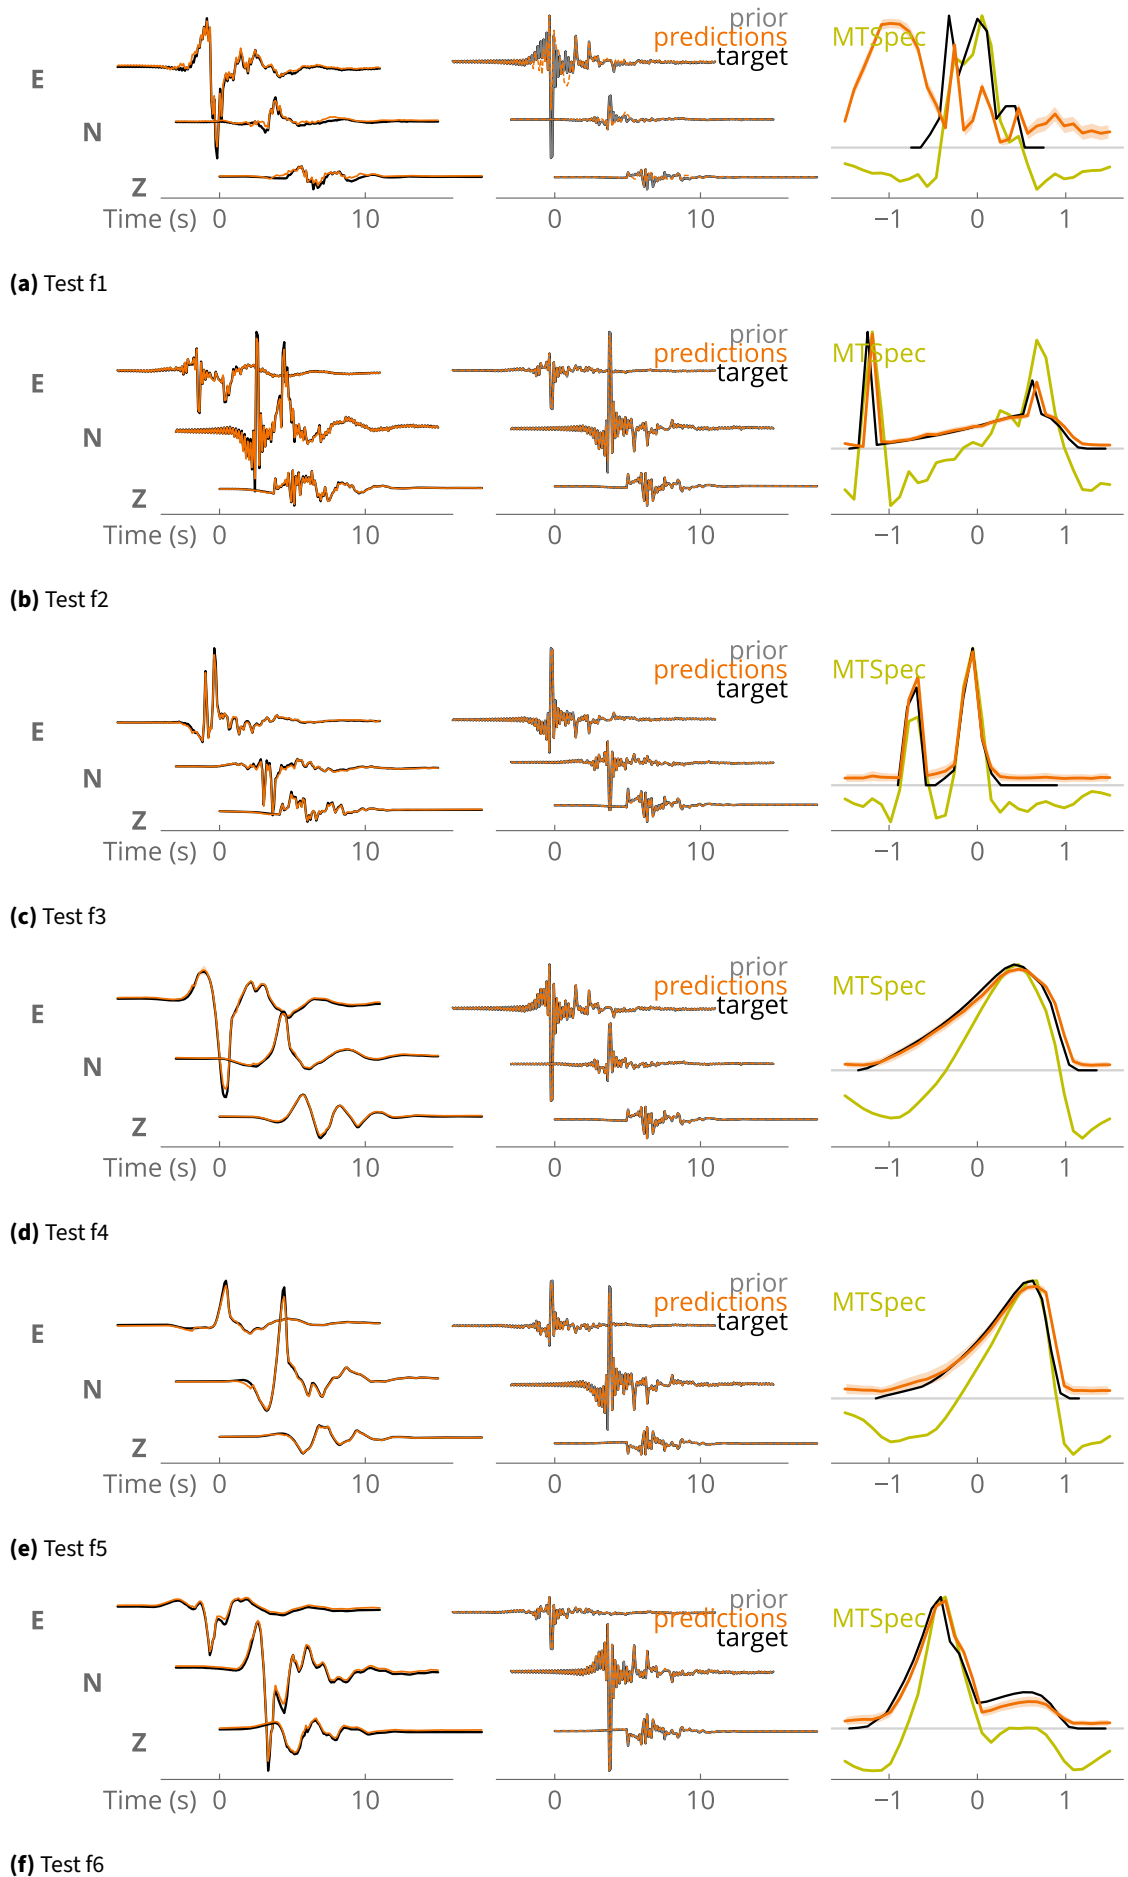 prior
predictions
target
MTSpec
E
N
Z
Time (s) 0 10
0 10
−1 0 1
(a) Test f1
prior
predictions
target
MTSpec
E
N
Z
Time (s) 0 10
0 10
−1 0 1
(b) Test f2
prior
predictions
target
MTSpec
E
N
Z
Time (s) 0 10
0 10
−1 0 1
(c) Test f3
prior
predictions
target
MTSpec
E
N
Z
Time (s) 0 10
0 10
−1 0 1
(d) Test f4
prior
predictions
target
MTSpec
E
N
Z
Time (s) 0 10
0 10
−1 0 1
(e) Test f5
prior
predictions
target
MTSpec
E
N
Z
Time (s) 0 10
0 10
−1 0 1
(f) Test f6